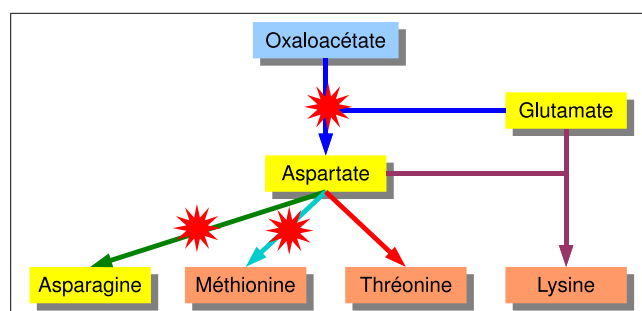 Oxaloacétate
Glutamate
Aspartate
Asparagine
Méthionine
Thréonine
Lysine